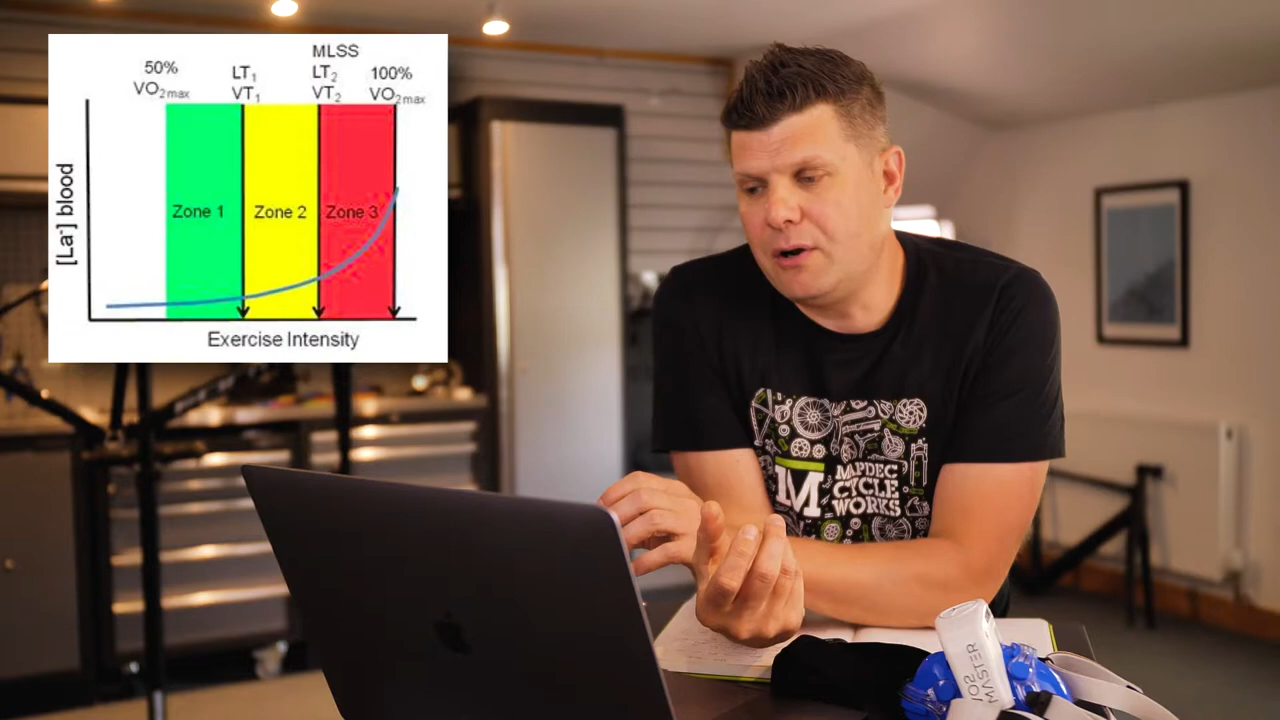 50%
VO2max
LT1
VT1
MLSS
LT2
VT2
100%
VO2max
[La-] blood
Zone 1
Zone 2
Zone 3
Exercise Intensity
M
MAPDEC
CYCLE
WORKS
VO2
MASTER